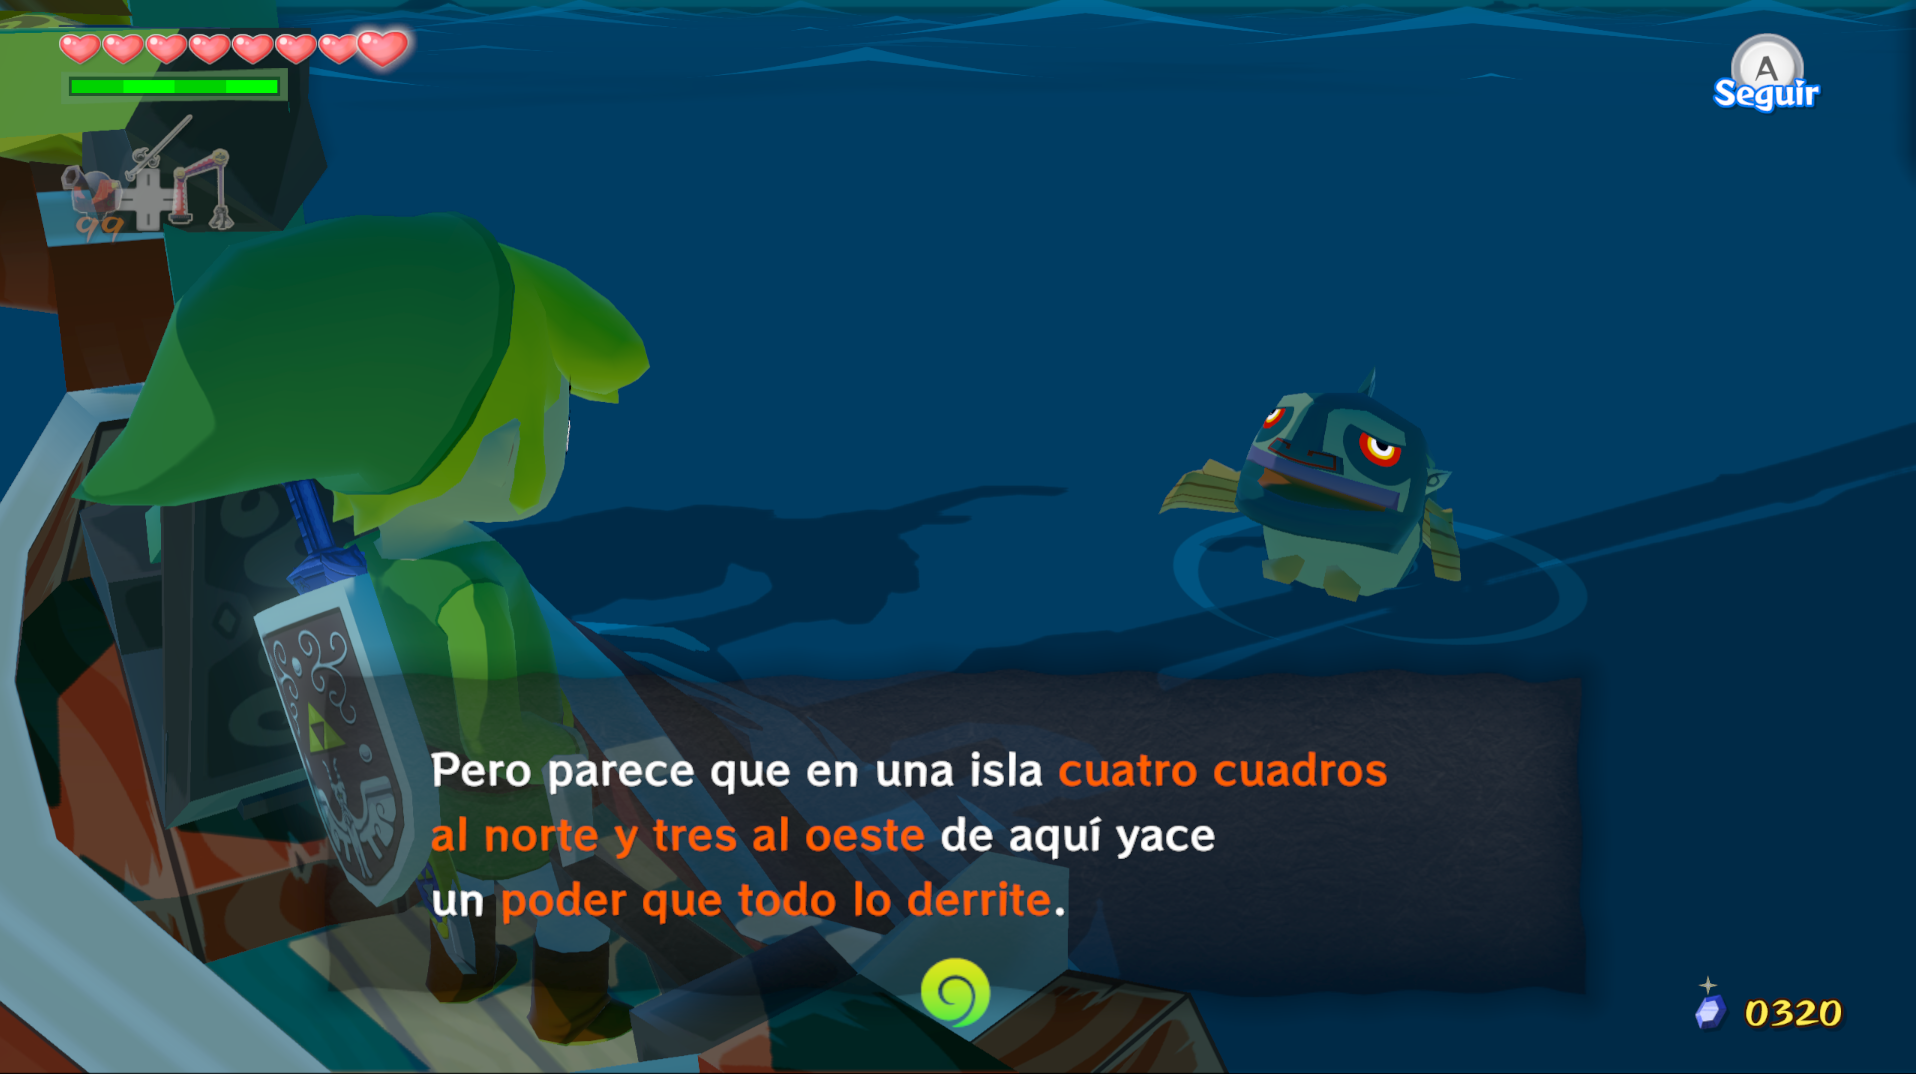 A
Seguir
99
Pero parece que en una isla cuatro cuadros
al norte y tres al oeste de aquí yace
un poder que todo lo derrite.
0320